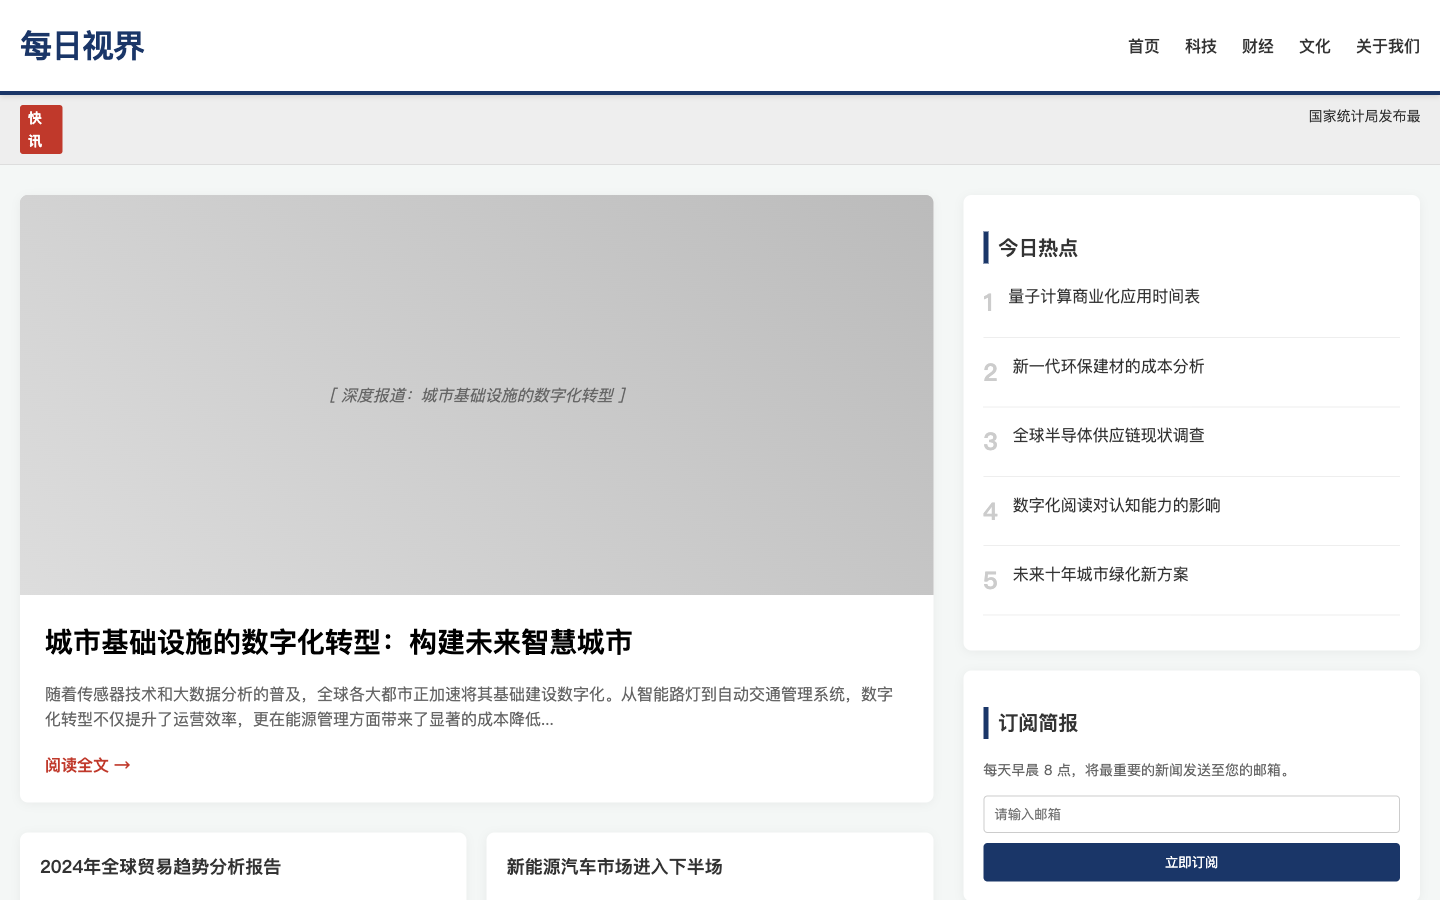 每日视界
首页 科技 财经 文化 关于我们
快
讯
国家统计局发布最
[ 深度报道：城市基础设施的数字化转型 ]
城市基础设施的数字化转型：构建未来智慧城市
随着传感器技术和大数据分析的普及，全球各大都市正加速将其基础建设数字化。从智能路灯到自动交通管理系统，数字
化转型不仅提升了运营效率，更在能源管理方面带来了显著的成本降低...
阅读全文 →
2024年全球贸易趋势分析报告
新能源汽车市场进入下半场
今日热点
1 量子计算商业化应用时间表
2 新一代环保建材的成本分析
3 全球半导体供应链现状调查
4 数字化阅读对认知能力的影响
5 未来十年城市绿化新方案
订阅简报
每天早晨 8 点，将最重要的新闻发送至您的邮箱。
请输入邮箱
立即订阅